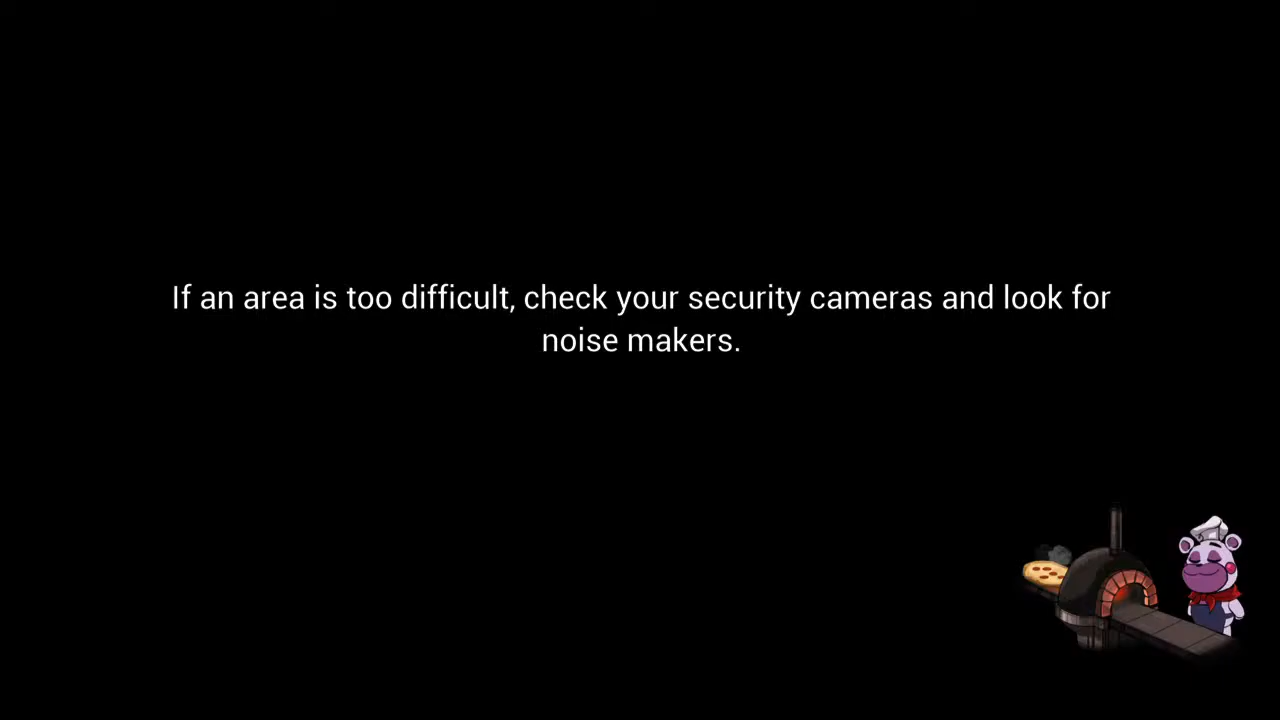 If an area is too difficult, check your security cameras and look for
noise makers.